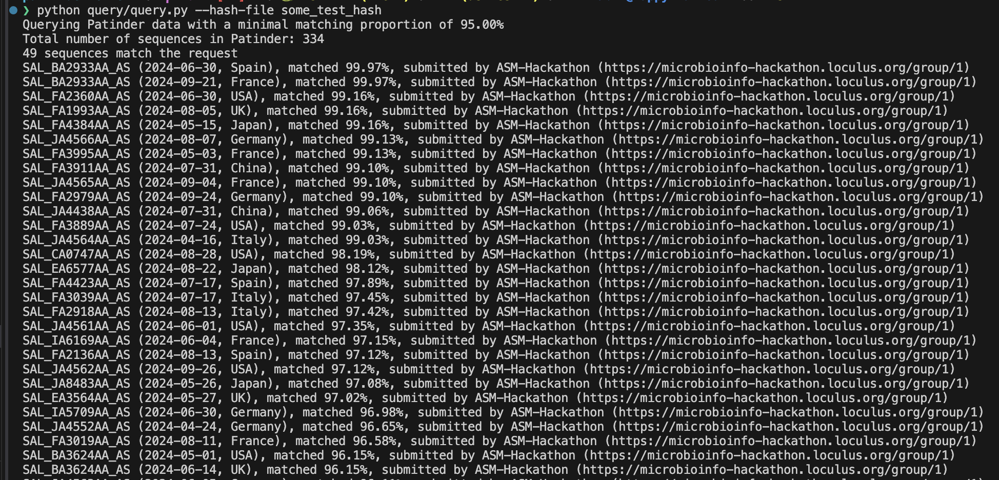 ❯ python query/query.py --hash-file some_test_hash
Querying Patinder data with a minimal matching proportion of 95.00%
Total number of sequences in Patinder: 334
49 sequences match the request
SAL_BA2933AA_AS (2024-06-30, Spain), matched 99.97%, submitted by ASM-Hackathon (https://microbioinfo-hackathon.loculus.org/group/1)
SAL_BA2933AA_AS (2024-09-21, France), matched 99.97%, submitted by ASM-Hackathon (https://microbioinfo-hackathon.loculus.org/group/1)
SAL_FA2360AA_AS (2024-06-30, USA), matched 99.16%, submitted by ASM-Hackathon (https://microbioinfo-hackathon.loculus.org/group/1)
SAL_FA1993AA_AS (2024-08-05, UK), matched 99.16%, submitted by ASM-Hackathon (https://microbioinfo-hackathon.loculus.org/group/1)
SAL_FA4384AA_AS (2024-05-15, Japan), matched 99.16%, submitted by ASM-Hackathon (https://microbioinfo-hackathon.loculus.org/group/1)
SAL_JA4566AA_AS (2024-08-07, Germany), matched 99.13%, submitted by ASM-Hackathon (https://microbioinfo-hackathon.loculus.org/group/1)
SAL_FA3995AA_AS (2024-05-03, France), matched 99.13%, submitted by ASM-Hackathon (https://microbioinfo-hackathon.loculus.org/group/1)
SAL_FA3911AA_AS (2024-07-31, China), matched 99.10%, submitted by ASM-Hackathon (https://microbioinfo-hackathon.loculus.org/group/1)
SAL_JA4565AA_AS (2024-09-04, France), matched 99.10%, submitted by ASM-Hackathon (https://microbioinfo-hackathon.loculus.org/group/1)
SAL_FA2979AA_AS (2024-09-24, Germany), matched 99.10%, submitted by ASM-Hackathon (https://microbioinfo-hackathon.loculus.org/group/1)
SAL_JA4438AA_AS (2024-07-31, China), matched 99.06%, submitted by ASM-Hackathon (https://microbioinfo-hackathon.loculus.org/group/1)
SAL_FA3889AA_AS (2024-07-24, USA), matched 99.03%, submitted by ASM-Hackathon (https://microbioinfo-hackathon.loculus.org/group/1)
SAL_JA4564AA_AS (2024-04-16, Italy), matched 99.03%, submitted by ASM-Hackathon (https://microbioinfo-hackathon.loculus.org/group/1)
SAL_CA0747AA_AS (2024-08-28, USA), matched 98.19%, submitted by ASM-Hackathon (https://microbioinfo-hackathon.loculus.org/group/1)
SAL_EA6577AA_AS (2024-08-22, Japan), matched 98.12%, submitted by ASM-Hackathon (https://microbioinfo-hackathon.loculus.org/group/1)
SAL_FA4423AA_AS (2024-07-17, Spain), matched 97.89%, submitted by ASM-Hackathon (https://microbioinfo-hackathon.loculus.org/group/1)
SAL_FA3039AA_AS (2024-07-17, Italy), matched 97.45%, submitted by ASM-Hackathon (https://microbioinfo-hackathon.loculus.org/group/1)
SAL_FA2918AA_AS (2024-08-13, Italy), matched 97.42%, submitted by ASM-Hackathon (https://microbioinfo-hackathon.loculus.org/group/1)
SAL_JA4561AA_AS (2024-06-01, USA), matched 97.35%, submitted by ASM-Hackathon (https://microbioinfo-hackathon.loculus.org/group/1)
SAL_IA6169AA_AS (2024-06-04, France), matched 97.15%, submitted by ASM-Hackathon (https://microbioinfo-hackathon.loculus.org/group/1)
SAL_FA2136AA_AS (2024-08-13, Spain), matched 97.12%, submitted by ASM-Hackathon (https://microbioinfo-hackathon.loculus.org/group/1)
SAL_JA4562AA_AS (2024-09-26, USA), matched 97.12%, submitted by ASM-Hackathon (https://microbioinfo-hackathon.loculus.org/group/1)
SAL_JA8483AA_AS (2024-05-26, Japan), matched 97.08%, submitted by ASM-Hackathon (https://microbioinfo-hackathon.loculus.org/group/1)
SAL_EA3564AA_AS (2024-05-27, UK), matched 97.02%, submitted by ASM-Hackathon (https://microbioinfo-hackathon.loculus.org/group/1)
SAL_IA5709AA_AS (2024-06-30, Germany), matched 96.98%, submitted by ASM-Hackathon (https://microbioinfo-hackathon.loculus.org/group/1)
SAL_JA4552AA_AS (2024-04-24, Germany), matched 96.65%, submitted by ASM-Hackathon (https://microbioinfo-hackathon.loculus.org/group/1)
SAL_FA3019AA_AS (2024-08-11, France), matched 96.58%, submitted by ASM-Hackathon (https://microbioinfo-hackathon.loculus.org/group/1)
SAL_BA3624AA_AS (2024-05-01, USA), matched 96.15%, submitted by ASM-Hackathon (https://microbioinfo-hackathon.loculus.org/group/1)
SAL_BA3624AA_AS (2024-06-14, UK), matched 96.15%, submitted by ASM-Hackathon (https://microbioinfo-hackathon.loculus.org/group/1)